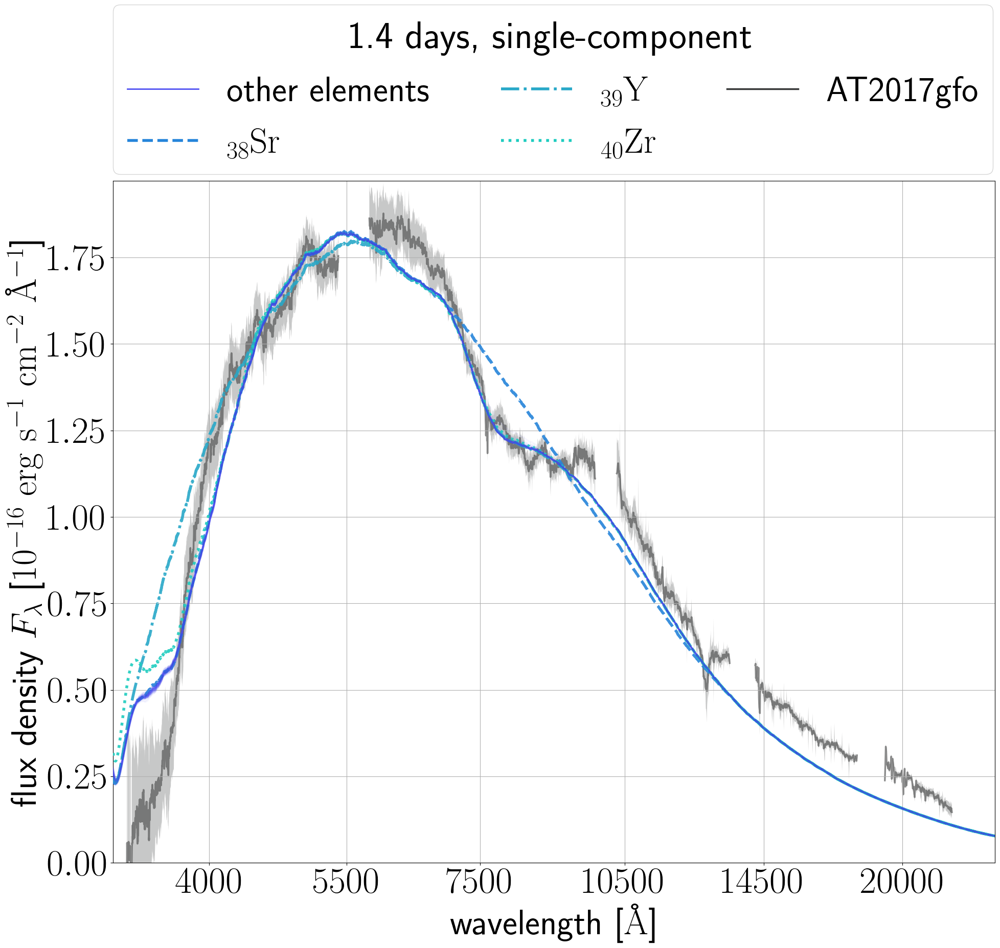 1.4 days, single-component
other elements
₃₈Sr
₃₉Y
₄₀Zr
AT2017gfo
flux density F_λ [10⁻¹⁶ erg s⁻¹ cm⁻² Å⁻¹]
1.75
1.50
1.25
1.00
0.75
0.50
0.25
0.00
4000 5500 7500 10500 14500 20000
wavelength [Å]